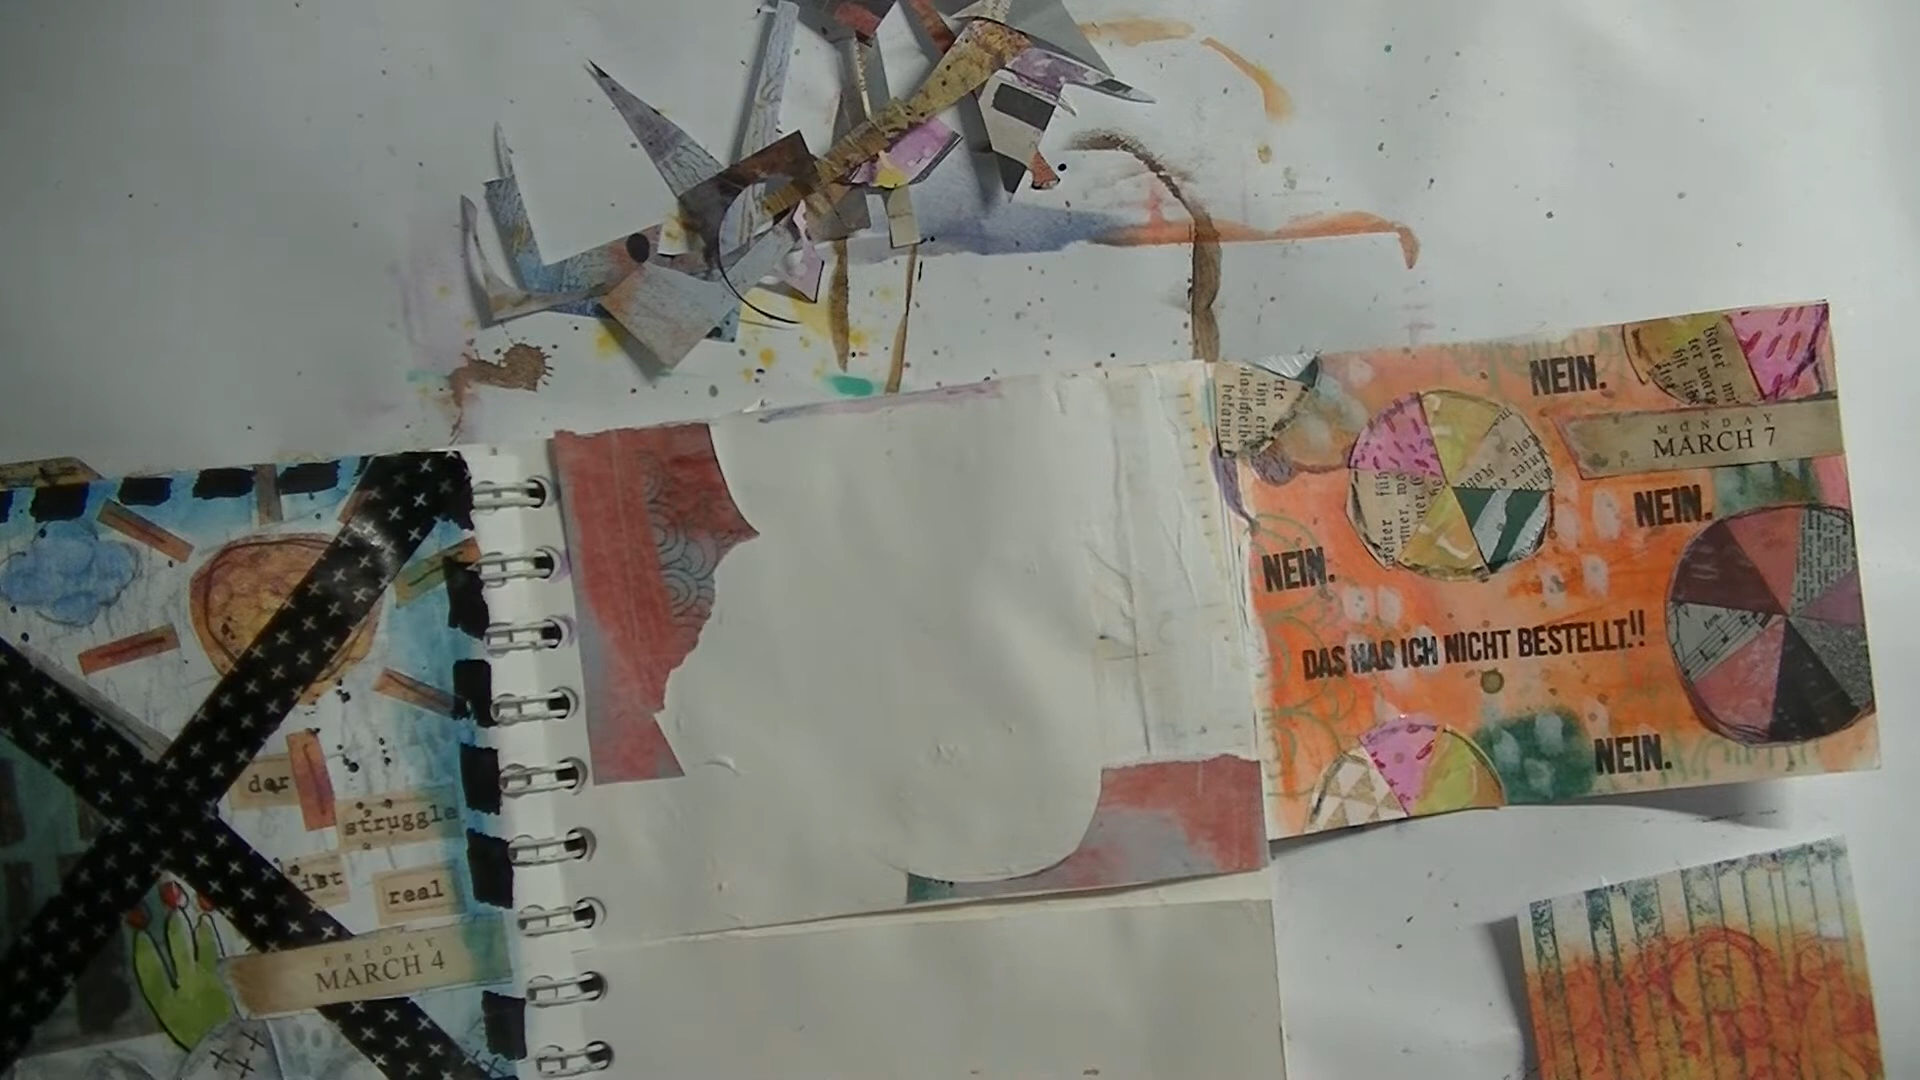 der
struggle
ist
real
FRIDAY
MARCH 4
NEIN.
MONDAY
MARCH 7
NEIN.
NEIN.
DAS HAB ICH NICHT BESTELLT!!
NEIN.